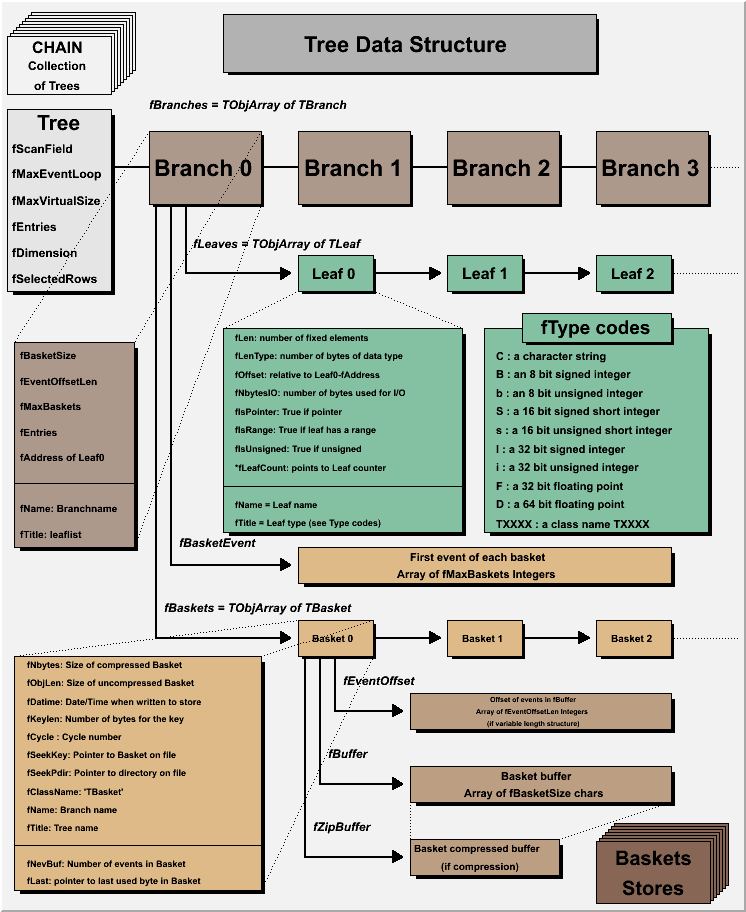 CHAIN
Collection
of Trees
Tree Data Structure
fBranches = TObjArray of TBranch
Tree
fScanField
fMaxEventLoop
fMaxVirtualSize
fEntries
fDimension
fSelectedRows
Branch 0
Branch 1
Branch 2
Branch 3
fLeaves = TObjArray of TLeaf
Leaf 0
Leaf 1
Leaf 2
fBasketSize
fEventOffsetLen
fMaxBaskets
fEntries
fAddress of Leaf0
fName: Branchname
fTitle: leaflist
fLen: number of fixed elements
fLenType: number of bytes of data type
fOffset: relative to Leaf0-fAddress
fNbytesIO: number of bytes used for I/O
fIsPointer: True if pointer
fIsRange: True if leaf has a range
fIsUnsigned: True if unsigned
*fLeafCount: points to Leaf counter
fName = Leaf name
fTitle = Leaf type (see Type codes)
fType codes
C : a character string
B : an 8 bit signed integer
b : an 8 bit unsigned integer
S : a 16 bit signed short integer
s : a 16 bit unsigned short integer
I : a 32 bit signed integer
i : a 32 bit unsigned integer
F : a 32 bit floating point
D : a 64 bit floating point
TXXXX : a class name TXXXX
fBasketEvent
First event of each basket
Array of fMaxBaskets Integers
fBaskets = TObjArray of TBasket
Basket 0
Basket 1
Basket 2
fNbytes: Size of compressed Basket
fObjLen: Size of uncompressed Basket
fDatime: Date/Time when written to store
fKeylen: Number of bytes for the key
fCycle : Cycle number
fSeekKey: Pointer to Basket on file
fSeekPdir: Pointer to directory on file
fClassName: 'TBasket'
fName: Branch name
fTitle: Tree name
fNevBuf: Number of events in Basket
fLast: pointer to last used byte in Basket
fEventOffset
Offset of events in fBuffer
Array of fEventOffsetLen Integers
(if variable length structure)
fBuffer
Basket buffer
Array of fBasketSize chars
fZipBuffer
Basket compressed buffer
(if compression)
Baskets
Stores